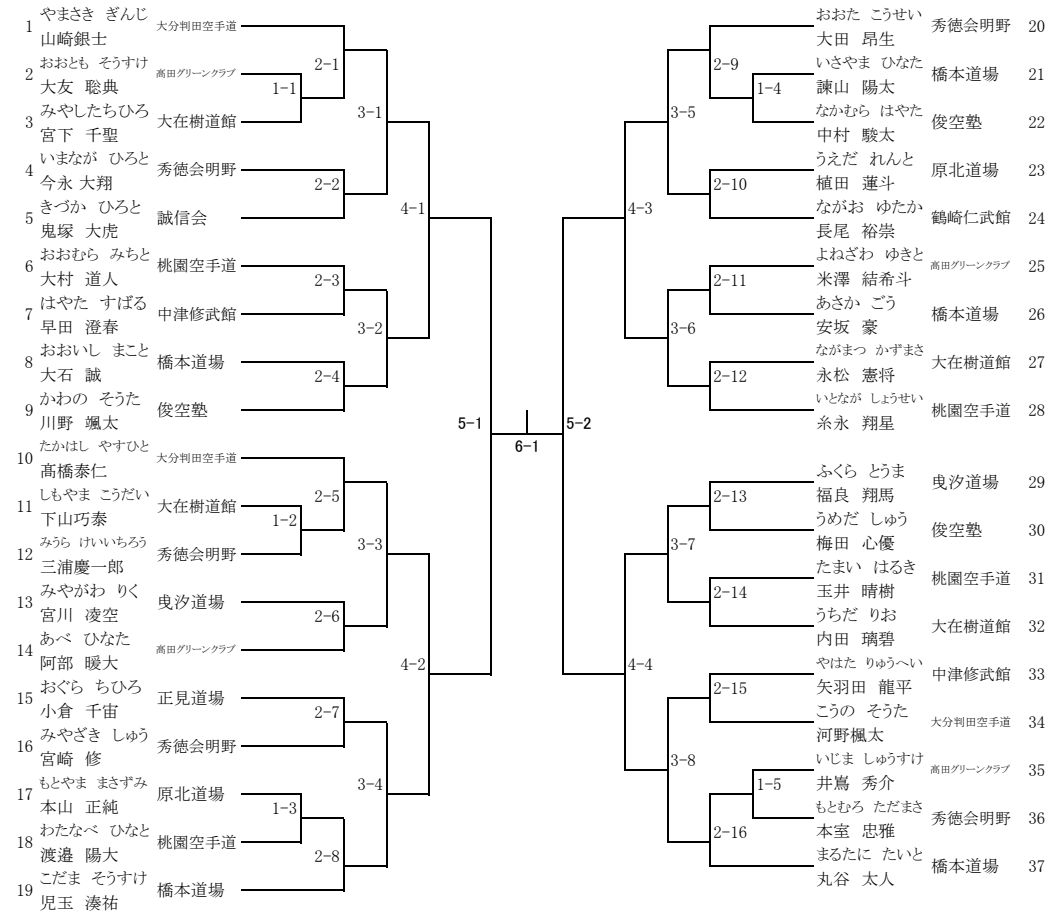 やまさき ぎんじ
1 山崎銀士 大分判田空手道
おおとも そうすけ
2 大友 聡典 高田グリーンクラブ
みやしたちひろ
3 宮下 千聖 大在樹道館
いまなが ひろと
4 今永 大翔 秀徳会明野
きづか ひろと
5 鬼塚 大虎 誠信会
おおむら みちと
6 大村 道人 桃園空手道
はやた すばる
7 早田 澄春 中津修武館
おおいし まこと
8 大石 誠 橋本道場
かわの そうた
9 川野 颯太 俊空塾
たかはし やすひと
10 髙橋泰仁 大分判田空手道
しもやま こうだい
11 下山巧泰 大在樹道館
みうら けいいちろう
12 三浦慶一郎 秀徳会明野
みやがわ りく
13 宮川 凌空 曳汐道場
あべ ひなた
14 阿部 暖大 高田グリーンクラブ
おぐら ちひろ
15 小倉 千宙 正見道場
みやざき しゅう
16 宮崎 修 秀徳会明野
もとやま まさずみ
17 本山 正純 原北道場
わたなべ ひなと
18 渡邉 陽大 桃園空手道
こだま そうすけ
19 児玉 湊祐 橋本道場
1-1
1-2
1-3
2-1
2-2
2-3
2-4
2-5
2-6
2-7
2-8
3-1
3-2
3-3
3-4
4-1
4-2
5-1
6-1
5-2
4-3
4-4
3-5
3-6
3-7
3-8
2-9
2-10
2-11
2-12
2-13
2-14
2-15
2-16
1-4
1-5
おおた こうせい
大田 昂生 秀徳会明野 20
いさやま ひなた
諫山 陽太 橋本道場 21
なかむら はやた
中村 駿太 俊空塾 22
うえだ れんと
植田 蓮斗 原北道場 23
ながお ゆたか
長尾 裕崇 鶴崎仁武館 24
よねざわ ゆきと
米澤 結希斗 高田グリーンクラブ 25
あさか ごう
安坂 豪 橋本道場 26
ながまつ かずまさ
永松 憲将 大在樹道館 27
いとなが しょうせい
糸永 翔星 桃園空手道 28
ふくら とうま
福良 翔馬 曳汐道場 29
うめだ しゅう
梅田 心優 俊空塾 30
たまい はるき
玉井 晴樹 桃園空手道 31
うちだ りお
内田 璃碧 大在樹道館 32
やはた りゅうへい
矢羽田 龍平 中津修武館 33
こうの そうた
河野楓太 大分判田空手道 34
いじま しゅうすけ
井嶌 秀介 高田グリーンクラブ 35
もとむろ ただまさ
本室 忠雅 秀徳会明野 36
まるたに たいと
丸谷 太人 橋本道場 37